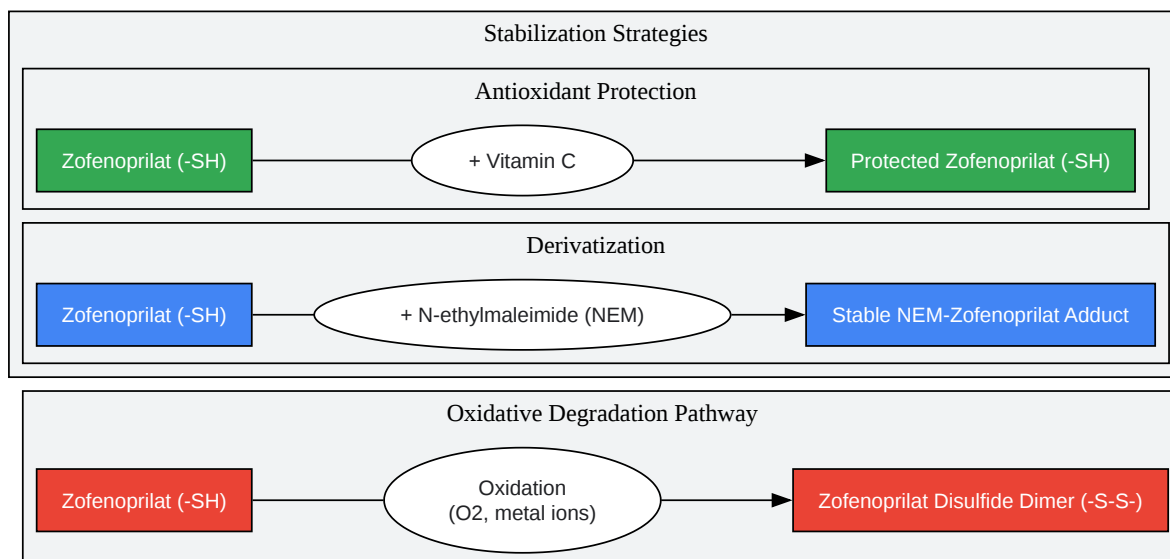 Stabilization Strategies
Antioxidant Protection
Zofenoprilat (-SH)
+ Vitamin C
Protected Zofenoprilat (-SH)
Derivatization
Zofenoprilat (-SH)
+ N-ethylmaleimide (NEM)
Stable NEM-Zofenoprilat Adduct
Oxidative Degradation Pathway
Zofenoprilat (-SH)
Oxidation
(O2, metal ions)
Zofenoprilat Disulfide Dimer (-S-S-)